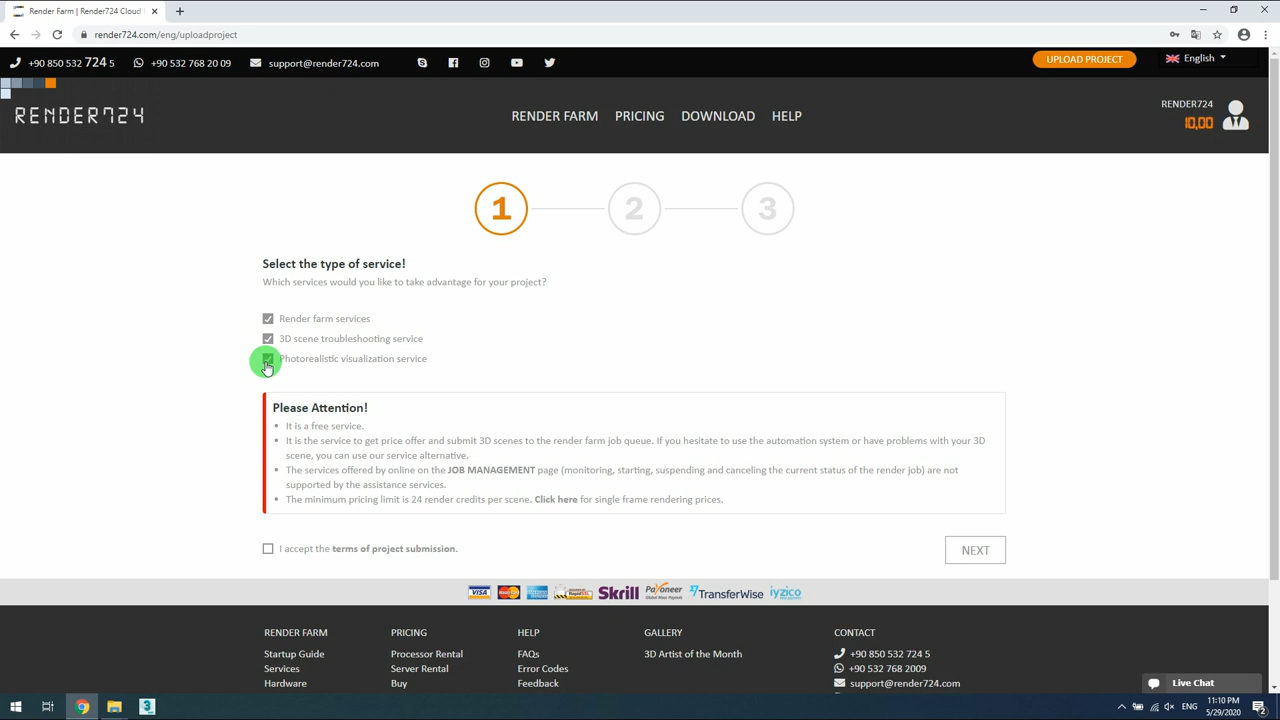 Render Farm | Render724 Cloud
render724.com/eng/uploadproject
+90 850 532 724 5
+90 532 768 20 09
support@render724.com
UPLOAD PROJECT
English
RENDER724
RENDER FARM
PRICING
DOWNLOAD
HELP
RENDER724
10,00
1
2
3
Select the type of service!
Which services would you like to take advantage for your project?
Render farm services
3D scene troubleshooting service
Photorealistic visualization service
Please Attention!
It is a free service.
It is the service to get price offer and submit 3D scenes to the render farm job queue. If you hesitate to use the automation system or have problems with your 3D
scene, you can use our service alternative.
The services offered by online on the JOB MANAGEMENT page (monitoring, starting, suspending and canceling the current status of the render job) are not
supported by the assistance services.
The minimum pricing limit is 24 render credits per scene. Click here for single frame rendering prices.
I accept the terms of project submission.
NEXT
VISA
Skrill
Payoneer
TransferWise
iyzico
RENDER FARM
Startup Guide
Services
Hardware
PRICING
Processor Rental
Server Rental
Buy
HELP
FAQs
Error Codes
Feedback
GALLERY
3D Artist of the Month
CONTACT
+90 850 532 724 5
+90 532 768 2009
support@render724.com
Live Chat
ENG
11:10 PM
5/29/2020